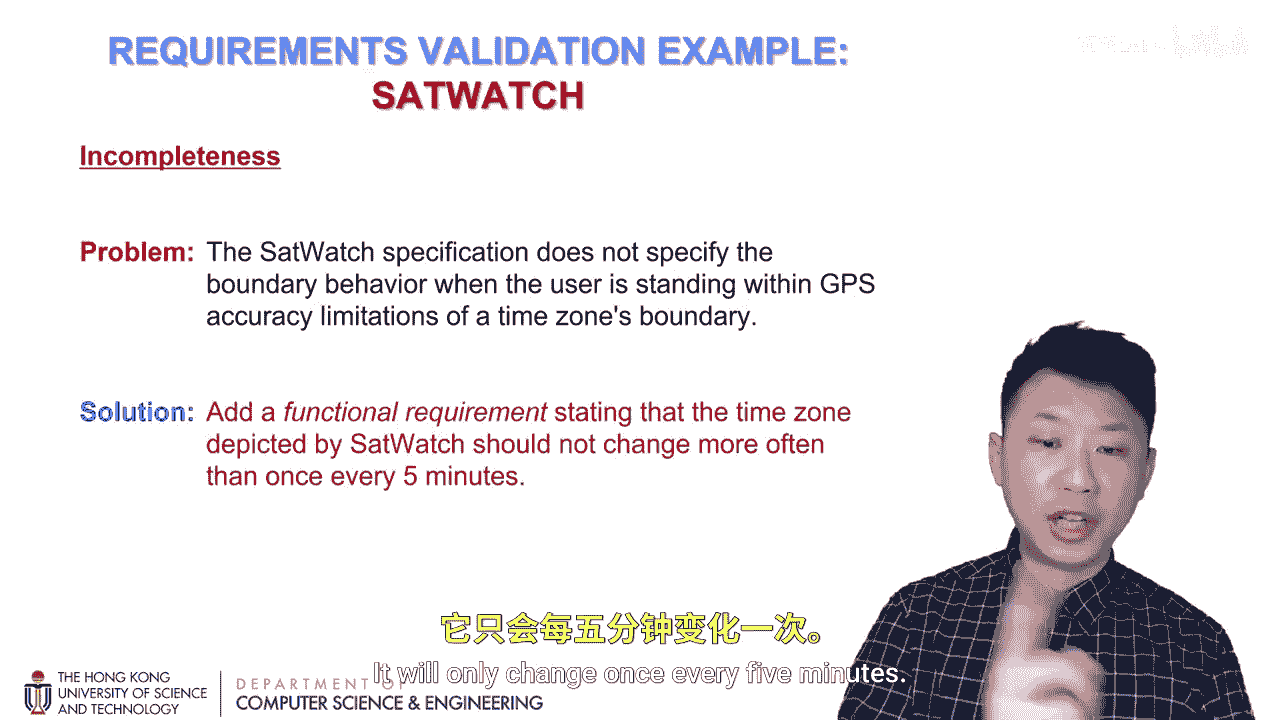 REQUIREMENTS VALIDATION EXAMPLE:
SATWATCH
Incompleteness
Problem: The SatWatch specification does not specify the
boundary behavior when the user is standing within GPS
accuracy limitations of a time zone's boundary.
Solution: Add a functional requirement stating that the time zone
depicted by SatWatch should not change more often
than once every 5 minutes.
它只会每五分钟变化一次。
It will only change once every five minutes.
THE HONG KONG
UNIVERSITY OF SCIENCE
AND TECHNOLOGY
DEPARTMENT OF
COMPUTER SCIENCE & ENGINEERING